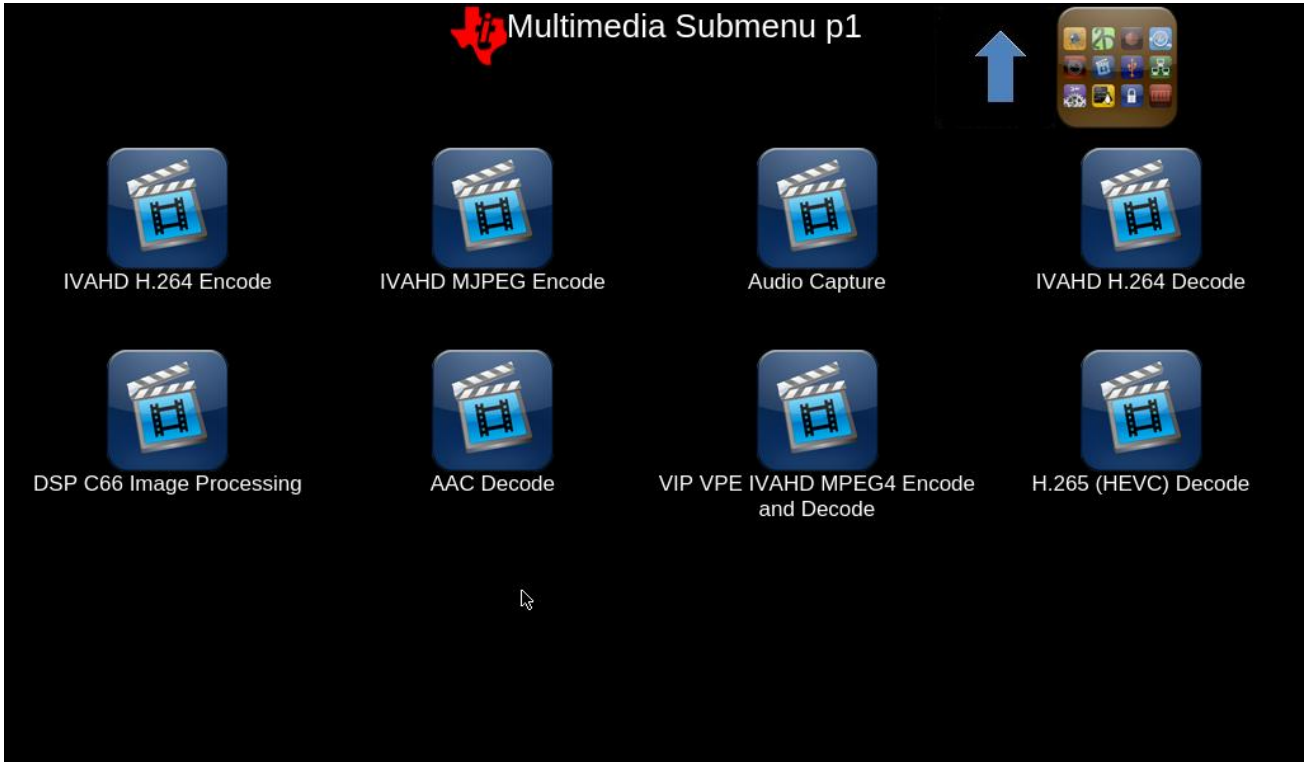 Multimedia Submenu p1
IVAHD H.264 Encode
IVAHD MJPEG Encode
Audio Capture
IVAHD H.264 Decode
DSP C66 Image Processing
AAC Decode
VIP VPE IVAHD MPEG4 Encode
and Decode
H.265 (HEVC) Decode